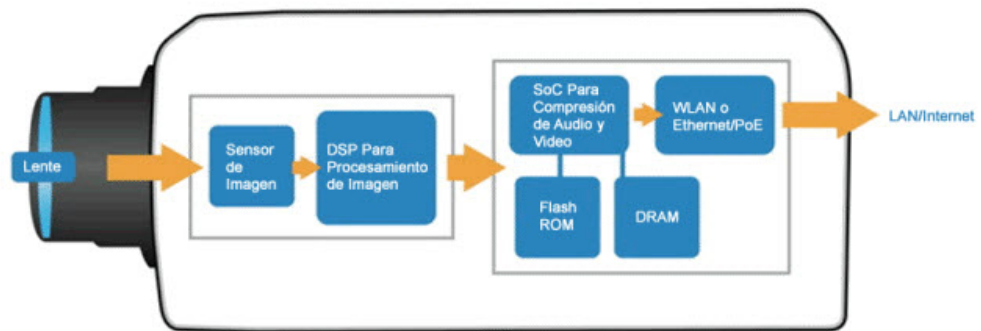 Lente
Sensor
de
Imagen
DSP Para
Procesamiento
de Imagen
SoC Para
Compresión
de Audio y
Video
WLAN o
Ethernet/PoE
LAN/Internet
Flash
ROM
DRAM